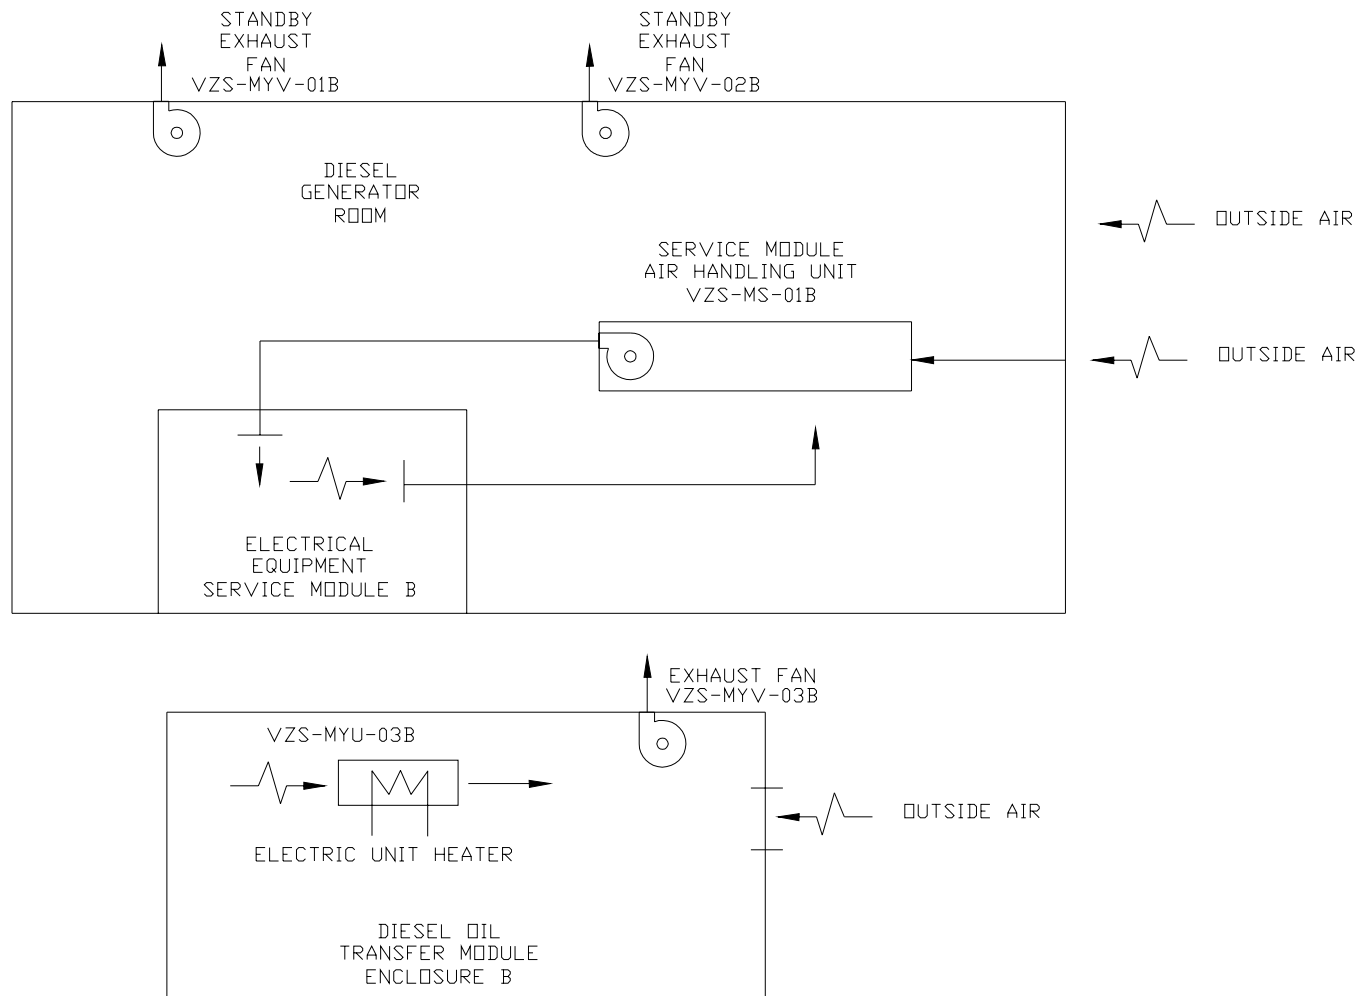 STANDBY
EXHAUST
FAN
VZS-MYV-01B
STANDBY
EXHAUST
FAN
VZS-MYV-02B
DIESEL
GENERATOR
ROOM
OUTSIDE AIR
SERVICE MODULE
AIR HANDLING UNIT
VZS-MS-01B
OUTSIDE AIR
ELECTRICAL
EQUIPMENT
SERVICE MODULE B
EXHAUST FAN
VZS-MYV-03B
VZS-MYU-03B
OUTSIDE AIR
ELECTRIC UNIT HEATER
DIESEL OIL
TRANSFER MODULE
ENCLOSURE B